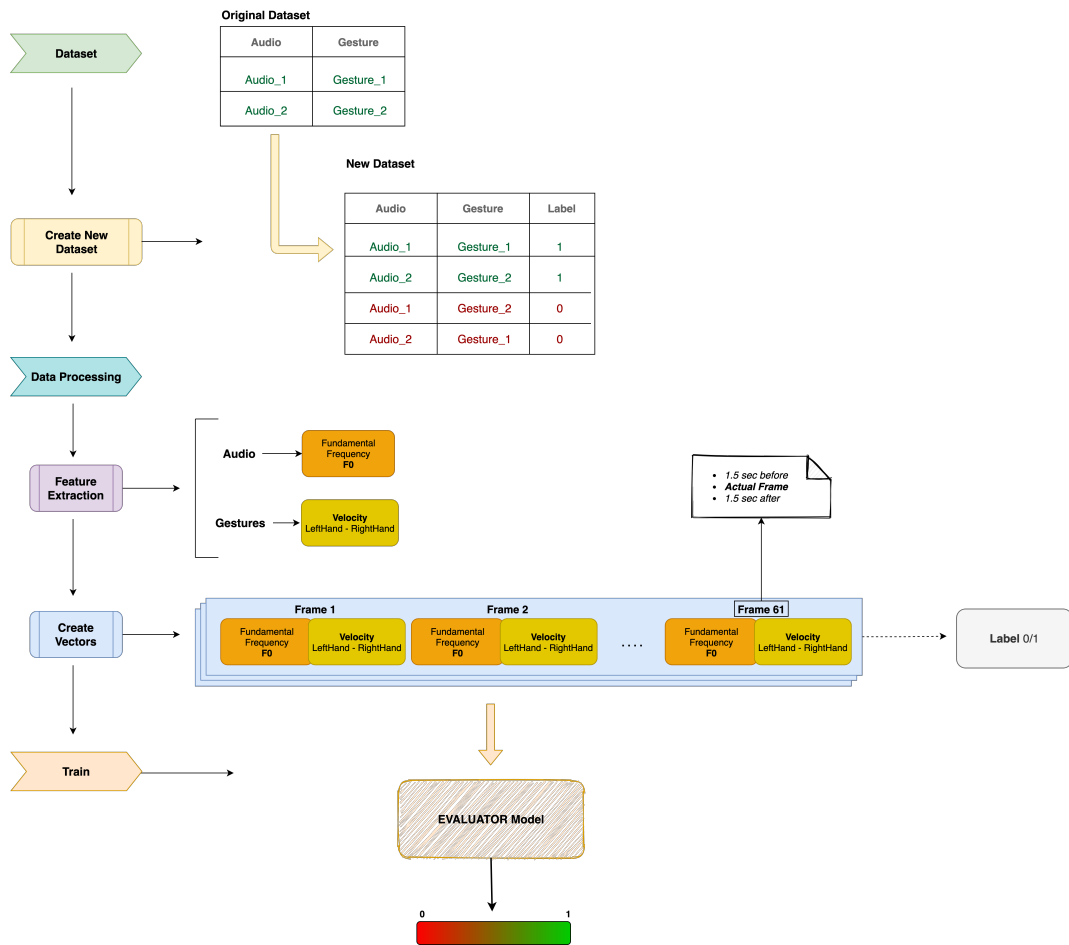 Original Dataset
Audio Gesture
Audio_1 Gesture_1
Audio_2 Gesture_2
Dataset
New Dataset
Audio Gesture Label
Audio_1 Gesture_1 1
Audio_2 Gesture_2 1
Audio_1 Gesture_2 0
Audio_2 Gesture_1 0
Create New
Dataset
Data Processing
Feature
Extraction
Audio
Fundamental
Frequency
F0
Gestures
Velocity
LeftHand - RightHand
• 1.5 sec before
• Actual Frame
• 1.5 sec after
Create
Vectors
Frame 1
Fundamental
Frequency
F0
Velocity
LeftHand - RightHand
Frame 2
Fundamental
Frequency
F0
Velocity
LeftHand - RightHand
....
Frame 61
Fundamental
Frequency
F0
Velocity
LeftHand - RightHand
Label 0/1
Train
EVALUATOR Model
0 1